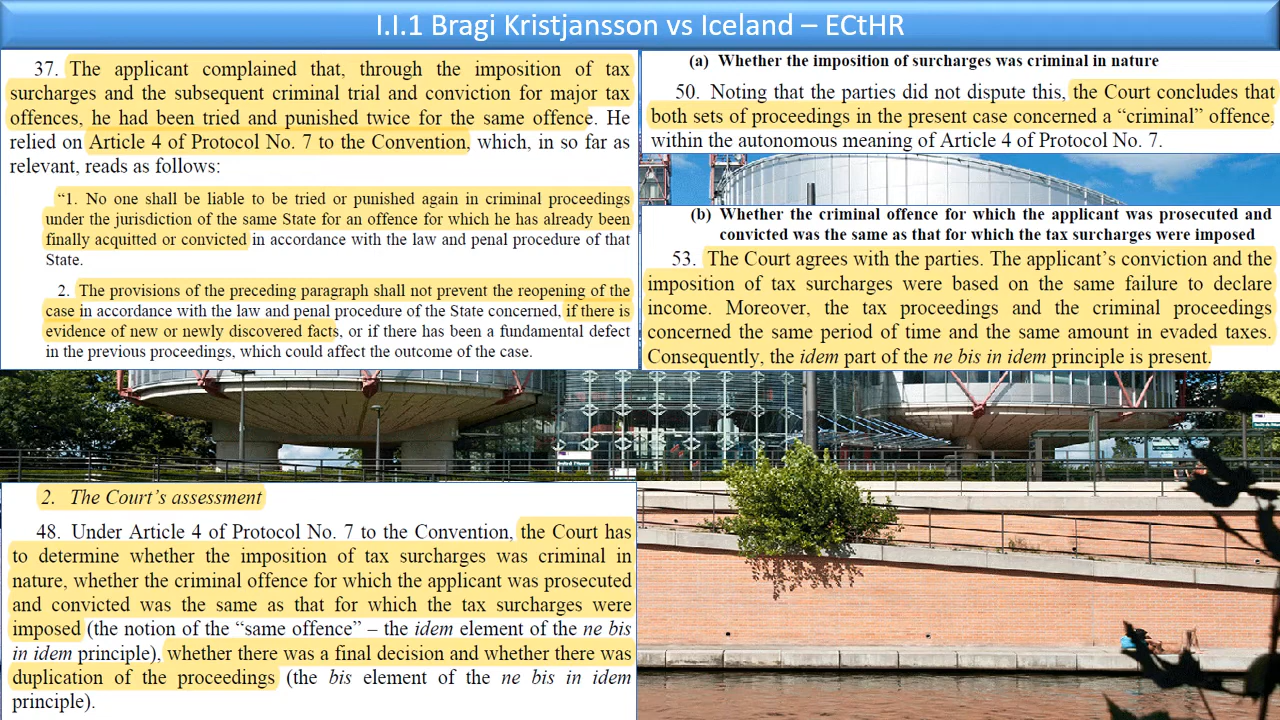 I.I.1 Bragi Kristjansson vs Iceland – ECtHR
37. The applicant complained that, through the imposition of tax
surcharges and the subsequent criminal trial and conviction for major tax
offences, he had been tried and punished twice for the same offence. He
relied on Article 4 of Protocol No. 7 to the Convention, which, in so far as
relevant, reads as follows:
“1. No one shall be liable to be tried or punished again in criminal proceedings
under the jurisdiction of the same State for an offence for which he has already been
finally acquitted or convicted in accordance with the law and penal procedure of that
State.
2. The provisions of the preceding paragraph shall not prevent the reopening of the
case in accordance with the law and penal procedure of the State concerned, if there is
evidence of new or newly discovered facts, or if there has been a fundamental defect
in the previous proceedings, which could affect the outcome of the case.
2. The Court’s assessment
48. Under Article 4 of Protocol No. 7 to the Convention, the Court has
to determine whether the imposition of tax surcharges was criminal in
nature, whether the criminal offence for which the applicant was prosecuted
and convicted was the same as that for which the tax surcharges were
imposed (the notion of the “same offence” – the idem element of the ne bis
in idem principle), whether there was a final decision and whether there was
duplication of the proceedings (the bis element of the ne bis in idem
principle).
(a) Whether the imposition of surcharges was criminal in nature
50. Noting that the parties did not dispute this, the Court concludes that
both sets of proceedings in the present case concerned a “criminal” offence,
within the autonomous meaning of Article 4 of Protocol No. 7.
(b) Whether the criminal offence for which the applicant was prosecuted and
convicted was the same as that for which the tax surcharges were imposed
53. The Court agrees with the parties. The applicant’s conviction and the
imposition of tax surcharges were based on the same failure to declare
income. Moreover, the tax proceedings and the criminal proceedings
concerned the same period of time and the same amount in evaded taxes.
Consequently, the idem part of the ne bis in idem principle is present.